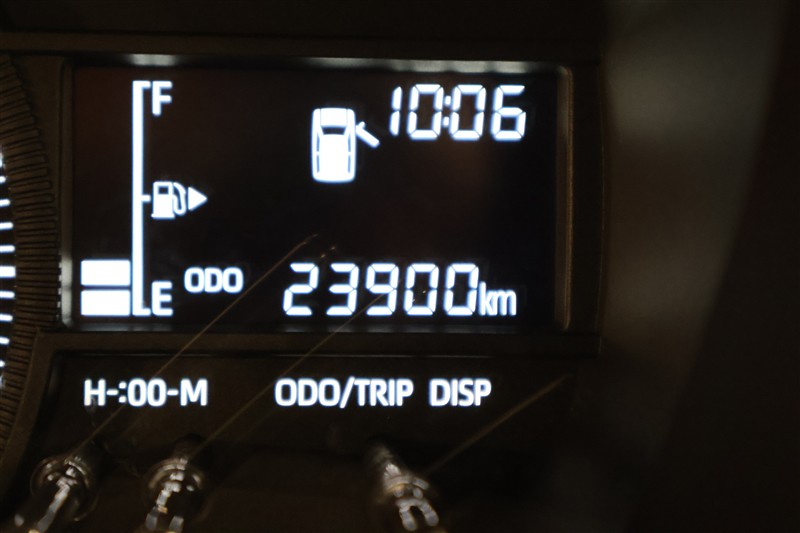 F
10:06
E
ODO 23900km
H-:00-M ODO/TRIP DISP